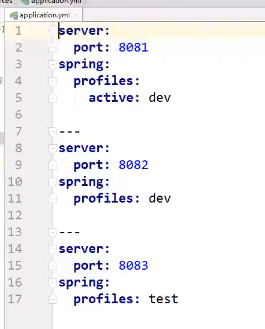 application.yml
application.yml
1 server:
2   port: 8081
3 spring:
4   profiles:
5     active: dev
6
7 ---
8 server:
9   port: 8082
10 spring:
11   profiles: dev
12
13 ---
14 server:
15   port: 8083
16 spring:
17   profiles: test